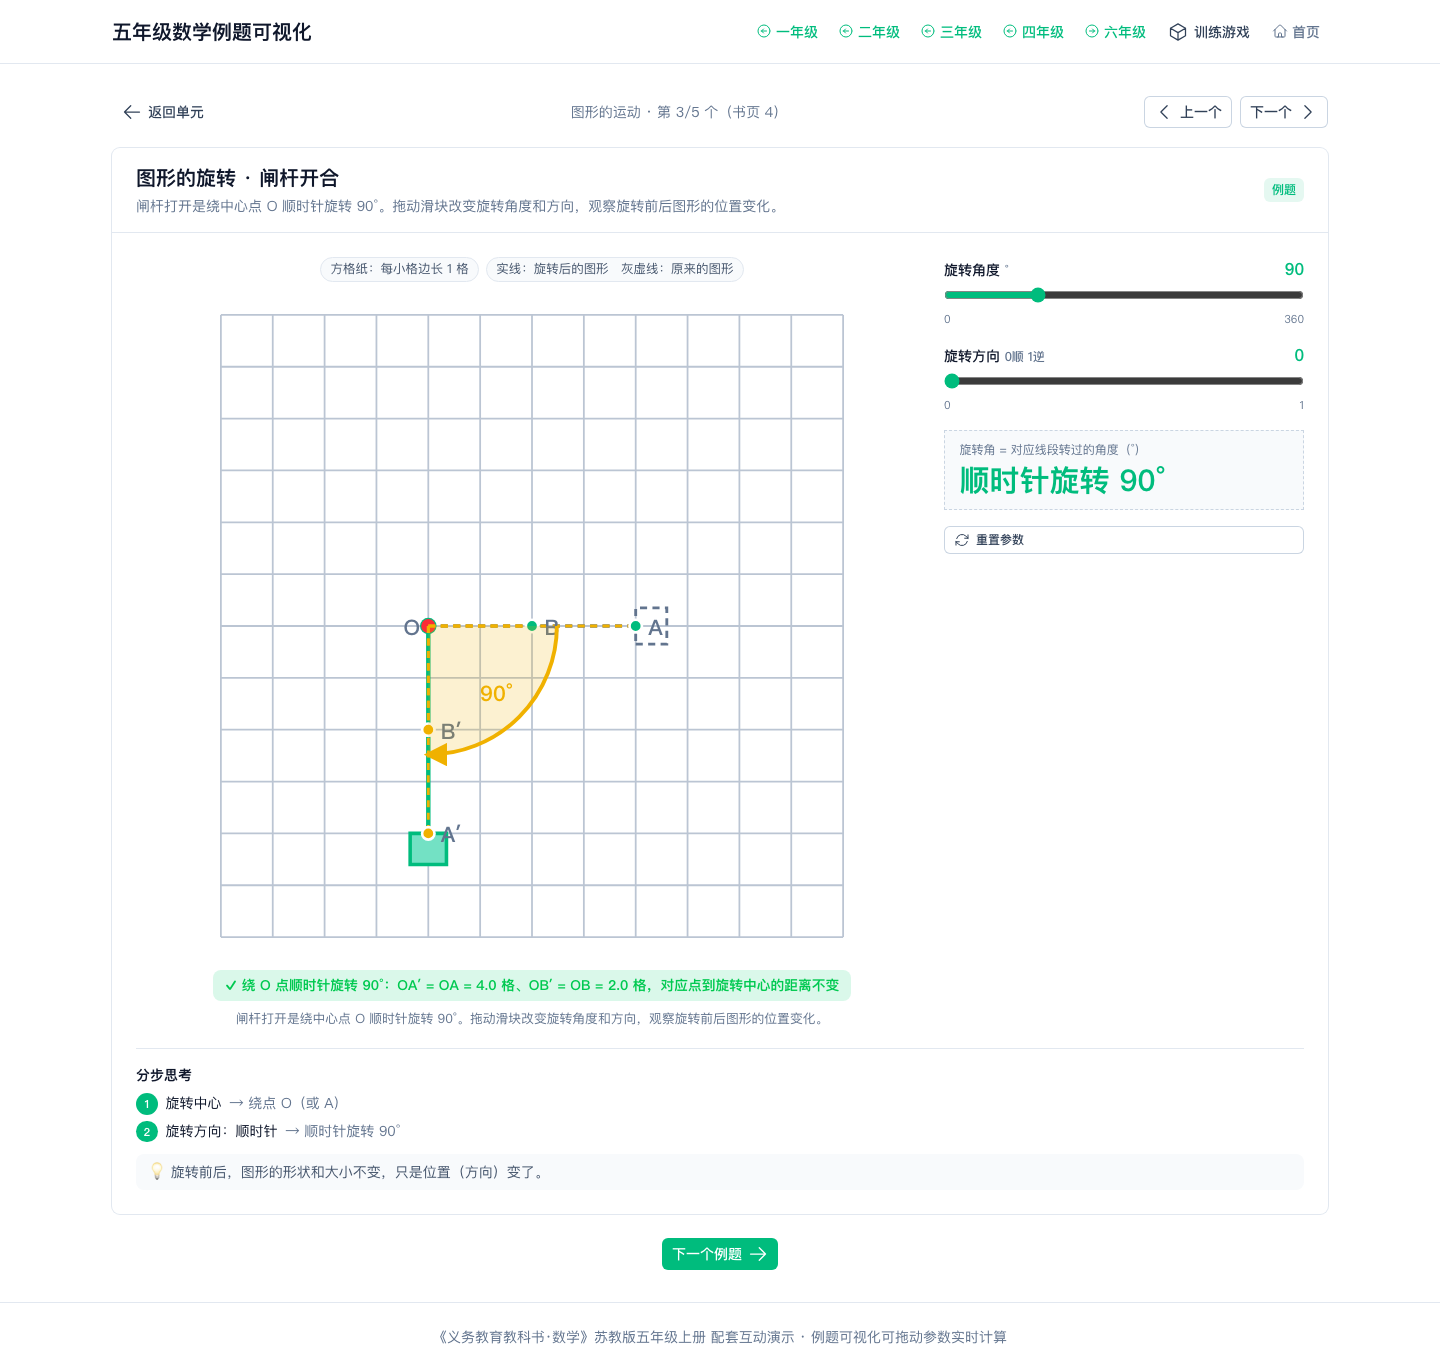 五年级数学例题可视化
一年级 二年级 三年级 四年级 六年级 训练游戏 首页
返回单元
图形的运动 · 第 3/5 个（书页 4）
上一个 下一个
图形的旋转 · 闸杆开合
闸杆打开是绕中心点 O 顺时针旋转 90°。拖动滑块改变旋转角度和方向，观察旋转前后图形的位置变化。
例题
方格纸：每小格边长 1 格
实线：旋转后的图形 灰虚线：原来的图形
O B A
90°
B′
A′
旋转角度 ° 90
0 360
旋转方向 0顺 1逆 0
0 1
旋转角 = 对应线段转过的角度（°）
顺时针旋转 90°
重置参数
✓ 绕 O 点顺时针旋转 90°：OA′ = OA = 4.0 格、OB′ = OB = 2.0 格，对应点到旋转中心的距离不变
闸杆打开是绕中心点 O 顺时针旋转 90°。拖动滑块改变旋转角度和方向，观察旋转前后图形的位置变化。
分步思考
1 旋转中心 → 绕点 O（或 A）
2 旋转方向：顺时针 → 顺时针旋转 90°
💡 旋转前后，图形的形状和大小不变，只是位置（方向）变了。
下一个例题 →
《义务教育教科书·数学》苏教版五年级上册 配套互动演示 · 例题可视化可拖动参数实时计算